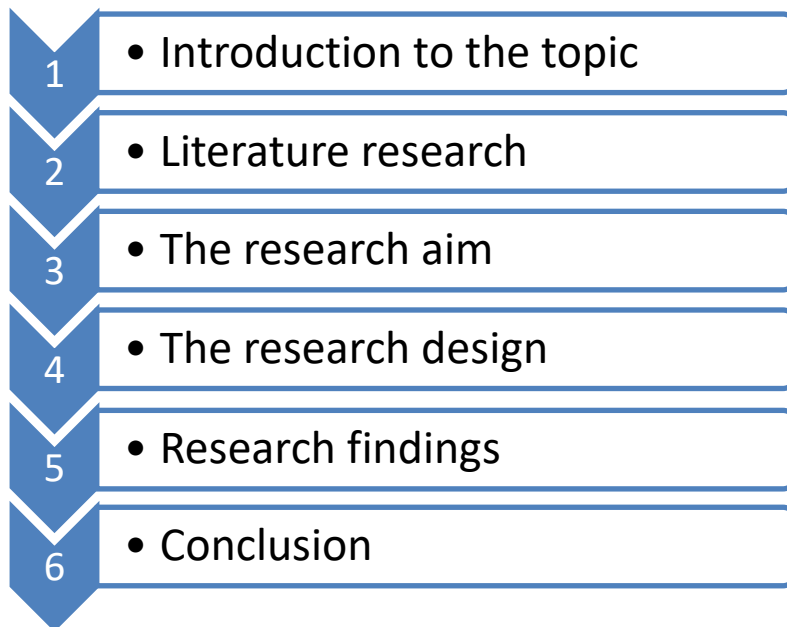 1 • Introduction to the topic
2 • Literature research
3 • The research aim
4 • The research design
5 • Research findings
6 • Conclusion